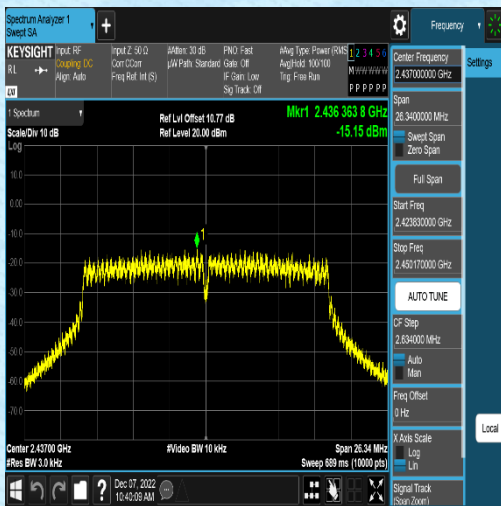 Spectrum Analyzer 1
Swept SA
Frequency
KEYSIGHT
RL
Input: RF
Coupling: DC
Align: Auto
Input Z: 50 Ω
Corr CCorr
Freq Ref: Int (S)
#Atten: 30 dB
µW Path: Standard
PNO: Fast
Gate: Off
IF Gain: Low
Sig Track: Off
#Avg Type: Power (RMS
Avg|Hold: 100/100
Trig: Free Run
1 2 3 4 5 6
M W W W W W
P P P P P P
Settings
Center Frequency
2.437000000 GHz
Span
26.3400000 MHz
Swept Span
Zero Span
Full Span
Start Freq
2.423830000 GHz
Stop Freq
2.450170000 GHz
AUTO TUNE
CF Step
2.634000 MHz
Auto
Man
Freq Offset
0 Hz
X Axis Scale
Log
Lin
Signal Track
(Span Zoom)
Local
1 Spectrum
Scale/Div 10 dB
Log
Ref Lvl Offset 10.77 dB
Ref Level 20.00 dBm
Mkr1 2.436 363 8 GHz
-15.15 dBm
10.0
0.00
-10.0
-20.0
-30.0
-40.0
-50.0
-60.0
-70.0
1
Center 2.43700 GHz
#Res BW 3.0 kHz
#Video BW 10 kHz
Span 26.34 MHz
Sweep 689 ms (10000 pts)
?
Dec 07, 2022
10:40:09 AM